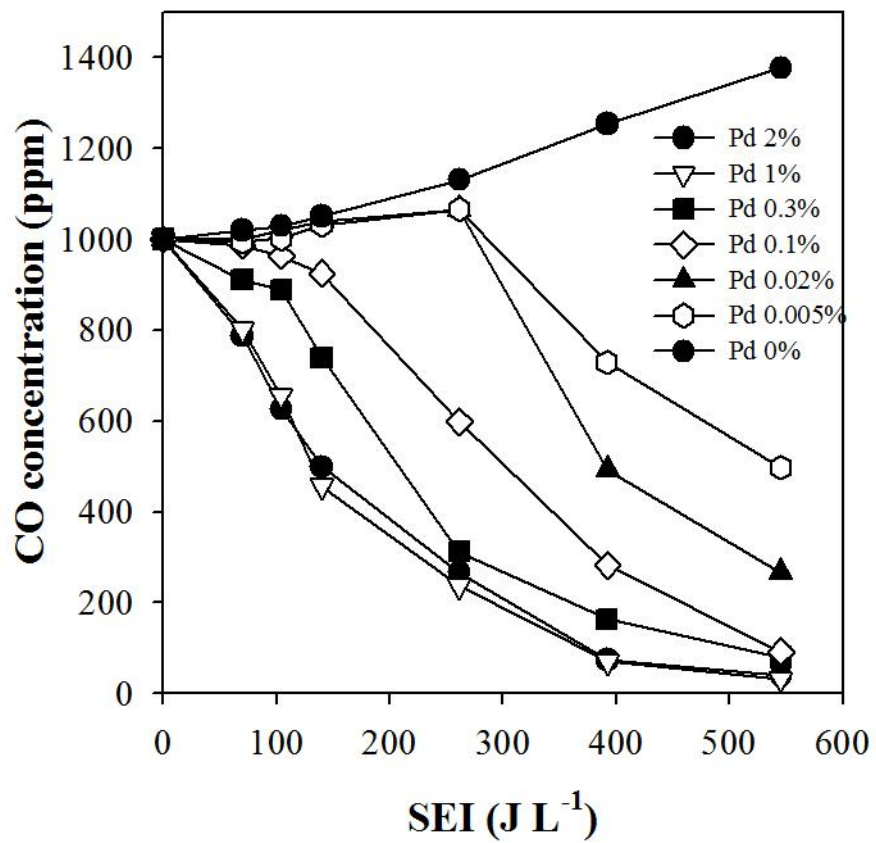 CO concentration (ppm)
1400
1200
1000
800
600
400
200
0
Pd 2%
Pd 1%
Pd 0.3%
Pd 0.1%
Pd 0.02%
Pd 0.005%
Pd 0%
0 100 200 300 400 500 600
SEI (J L⁻¹)